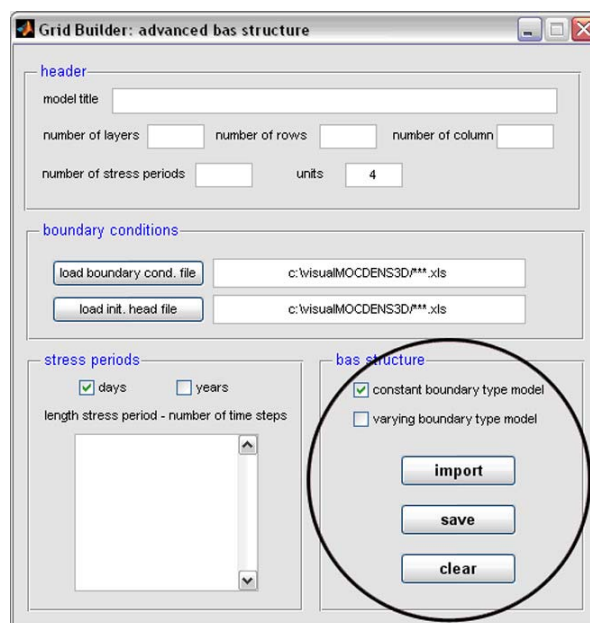 Grid Builder: advanced bas structure
header
model title
number of layers number of rows number of column
number of stress periods units 4
boundary conditions
load boundary cond. file c:\visualMOCDENS3D/***.xls
load init. head file c:\visualMOCDENS3D/***.xls
stress periods
days years
length stress period - number of time steps
bas structure
constant boundary type model
varying boundary type model
import
save
clear